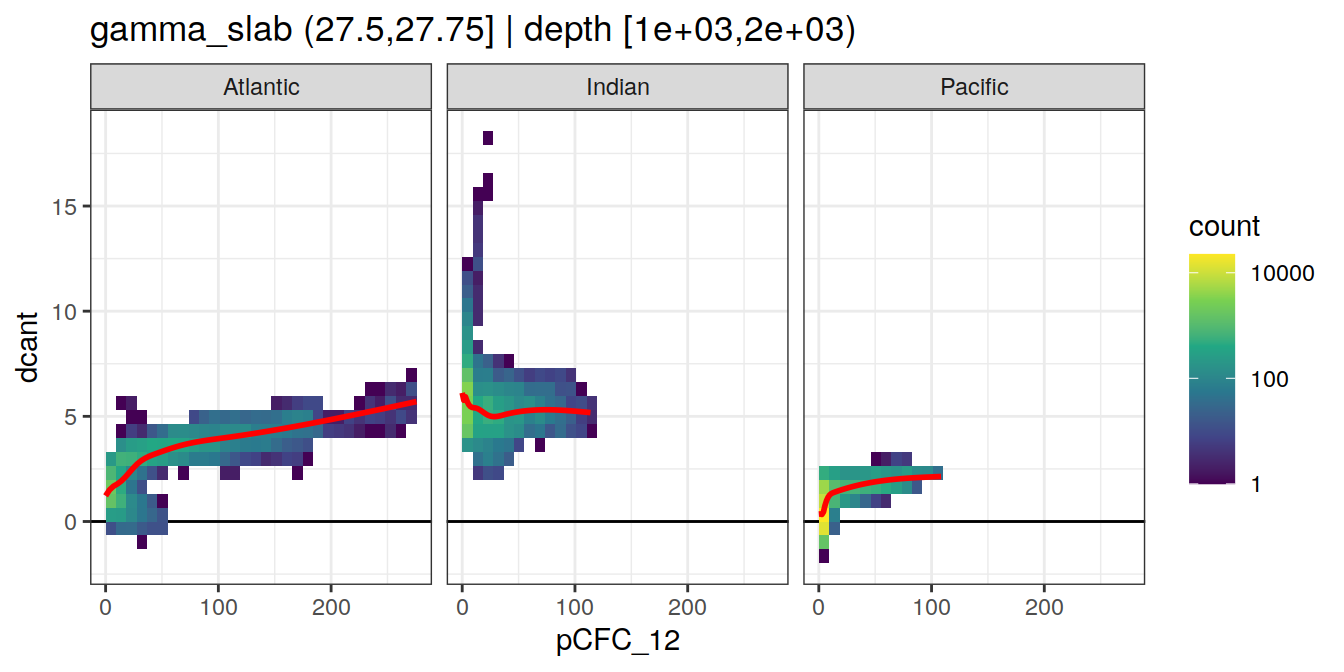 gamma_slab (27.5,27.75] | depth [1e+03,2e+03)
Atlantic
Indian
Pacific
15
10
5
0
dcant
0 100 200
0 100 200
0 100 200
pCFC_12
count
10000
100
1